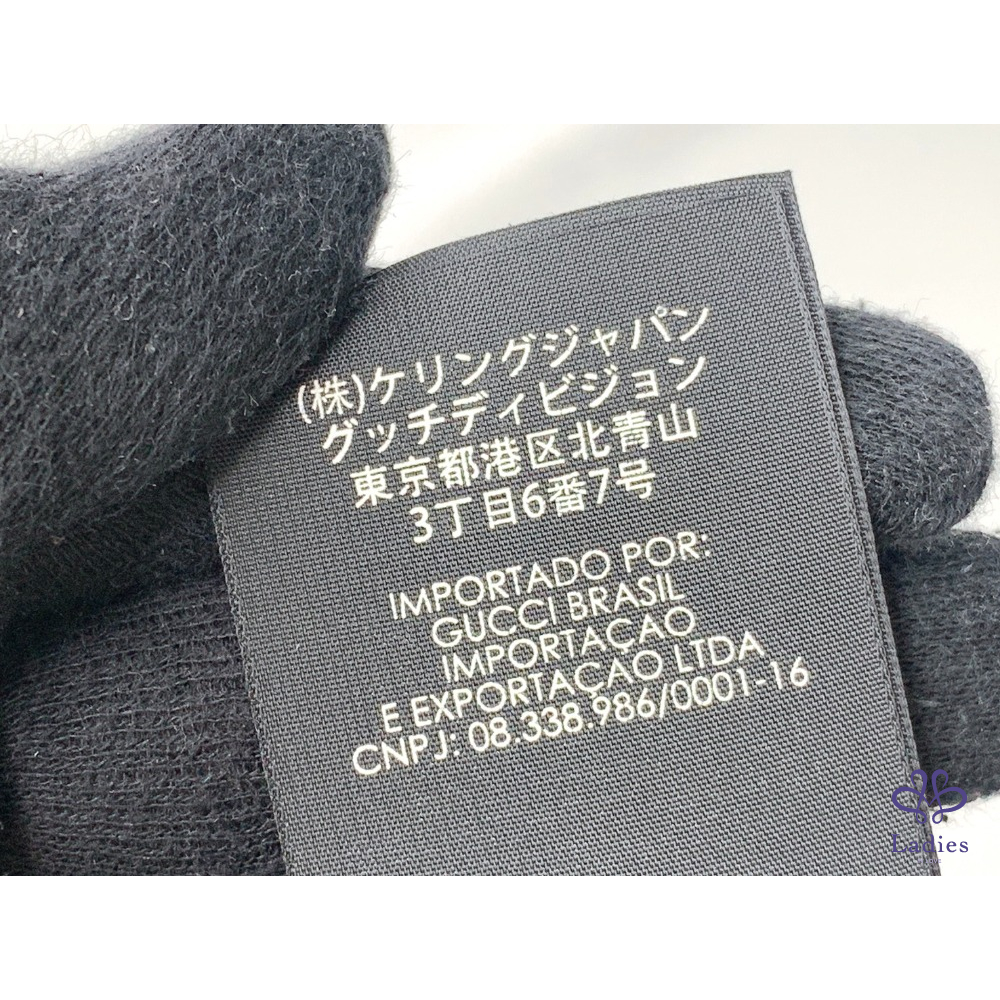 (株)ケリングジャパン
グッチディビジョン
東京都港区北青山
3丁目6番7号
IMPORTADO POR:
GUCCI BRASIL
IMPORTAÇAO
E EXPORTAÇAO LTDA
CNPJ: 08.338.986/0001-16
Ladies